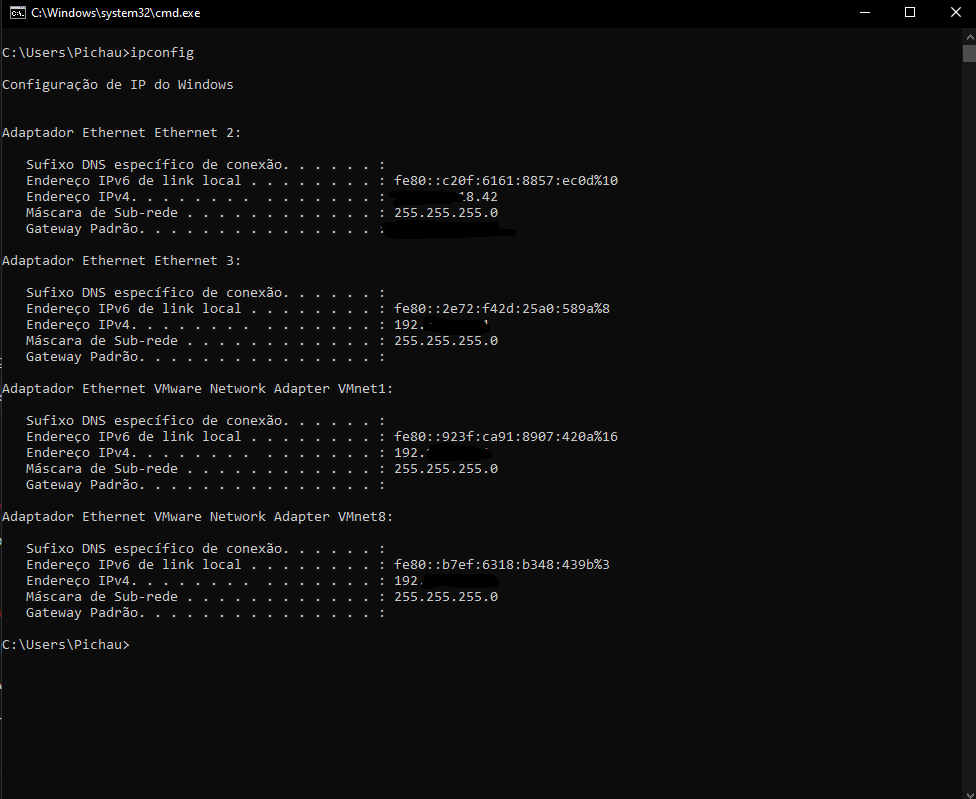 C:\Windows\system32\cmd.exe
C:\Users\Pichau>ipconfig
Configuração de IP do Windows
Adaptador Ethernet Ethernet 2:
Sufixo DNS específico de conexão. . . . . . :
Endereço IPv6 de link local . . . . . . . . : fe80::c20f:6161:8857:ec0d%10
Endereço IPv4. . . . . . . .  . . . . . . . : 18.42
Máscara de Sub-rede . . . . . . . . . . . . : 255.255.255.0
Gateway Padrão. . . . . . . . . . . . . . . :
Adaptador Ethernet Ethernet 3:
Sufixo DNS específico de conexão. . . . . . :
Endereço IPv6 de link local . . . . . . . . : fe80::2e72:f42d:25a0:589a%8
Endereço IPv4. . . . . . . .  . . . . . . . : 192.
Máscara de Sub-rede . . . . . . . . . . . . : 255.255.255.0
Gateway Padrão. . . . . . . . . . . . . . . :
Adaptador Ethernet VMware Network Adapter VMnet1:
Sufixo DNS específico de conexão. . . . . . :
Endereço IPv6 de link local . . . . . . . . : fe80::923f:ca91:8907:420a%16
Endereço IPv4. . . . . . . .  . . . . . . . : 192.
Máscara de Sub-rede . . . . . . . . . . . . : 255.255.255.0
Gateway Padrão. . . . . . . . . . . . . . . :
Adaptador Ethernet VMware Network Adapter VMnet8:
Sufixo DNS específico de conexão. . . . . . :
Endereço IPv6 de link local . . . . . . . . : fe80::b7ef:6318:b348:439b%3
Endereço IPv4. . . . . . . .  . . . . . . . : 192.
Máscara de Sub-rede . . . . . . . . . . . . : 255.255.255.0
Gateway Padrão. . . . . . . . . . . . . . . :
C:\Users\Pichau>